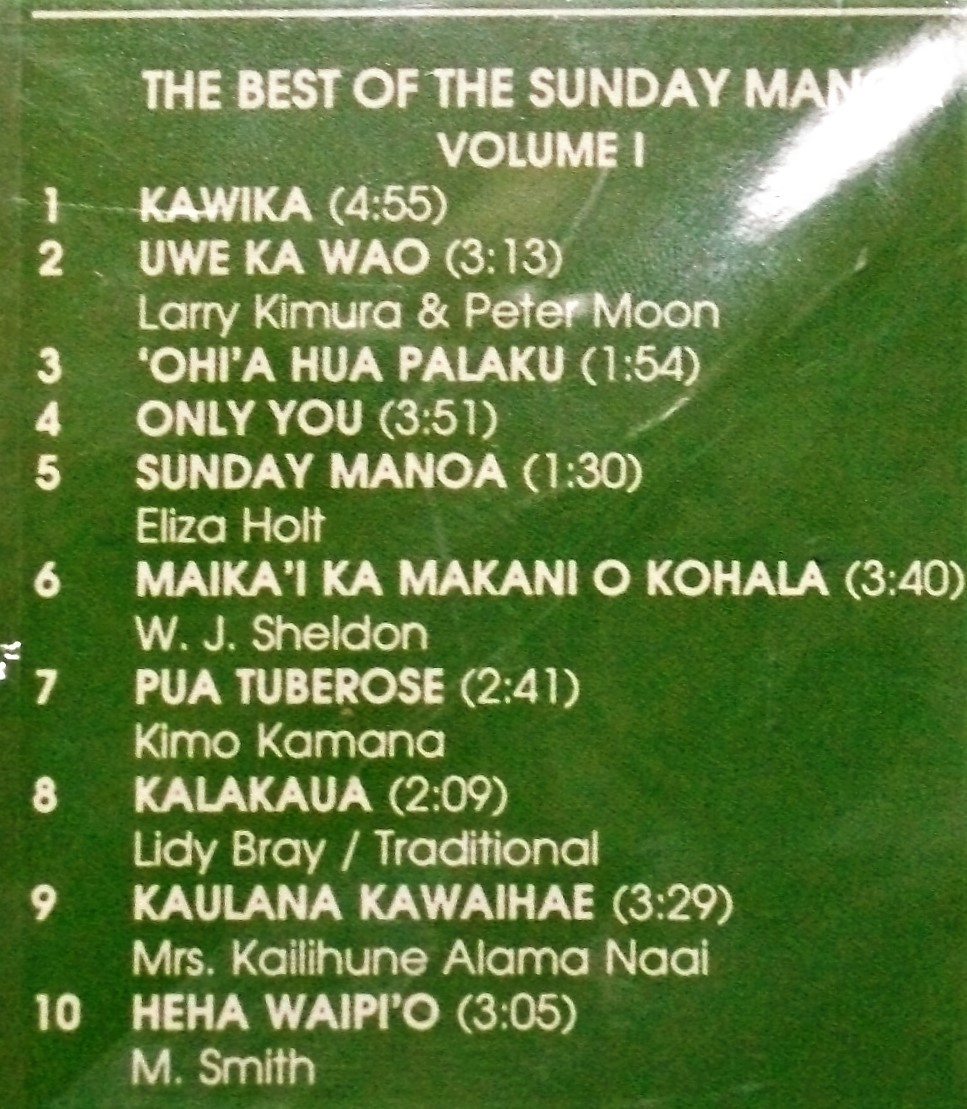 THE BEST OF THE SUNDAY
VOLUME I
1 KAWIKA (4:55)
2 UWE KA WAO (3:13)
Larry Kimura & Peter Moon
3 ‘OHI’A HUA PALAKU (1:54)
4 ONLY YOU (3:51)
5 SUNDAY MANOA (1:30)
Eliza Holt
6 MAIKA’I KA MAKANI O KOHALA (3:40)
W. J. Sheldon
7 PUA TUBEROSE (2:41)
Kimo Kamana
8 KALAKAUA (2:09)
Lidy Bray / Traditional
9 KAULANA KAWAIHAE (3:29)
Mrs. Kailihune Alama Naai
10 HEHA WAIPI’O (3:05)
M. Smith